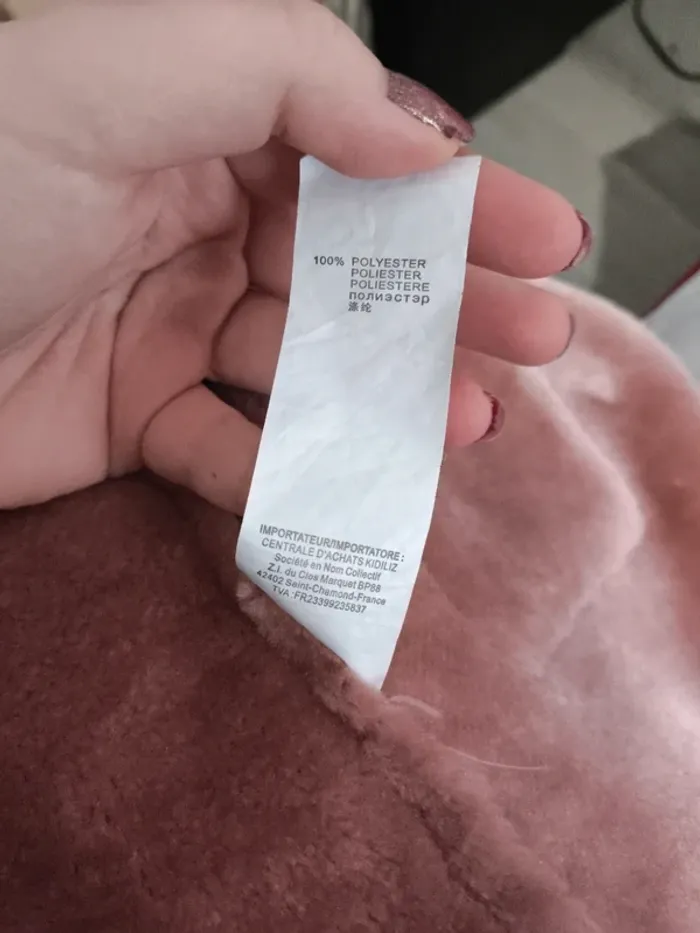 100% POLYESTER
POLIESTER
POLIESTERE
полиэстэр
涤纶
IMPORTATEUR/IMPORTATORE :
CENTRALE D'ACHATS KIDILIZ
Société en Nom Collectif
Z.I. du Clos Marquet BP88
42402 Saint-Chamond-France
TVA :FR23399235837